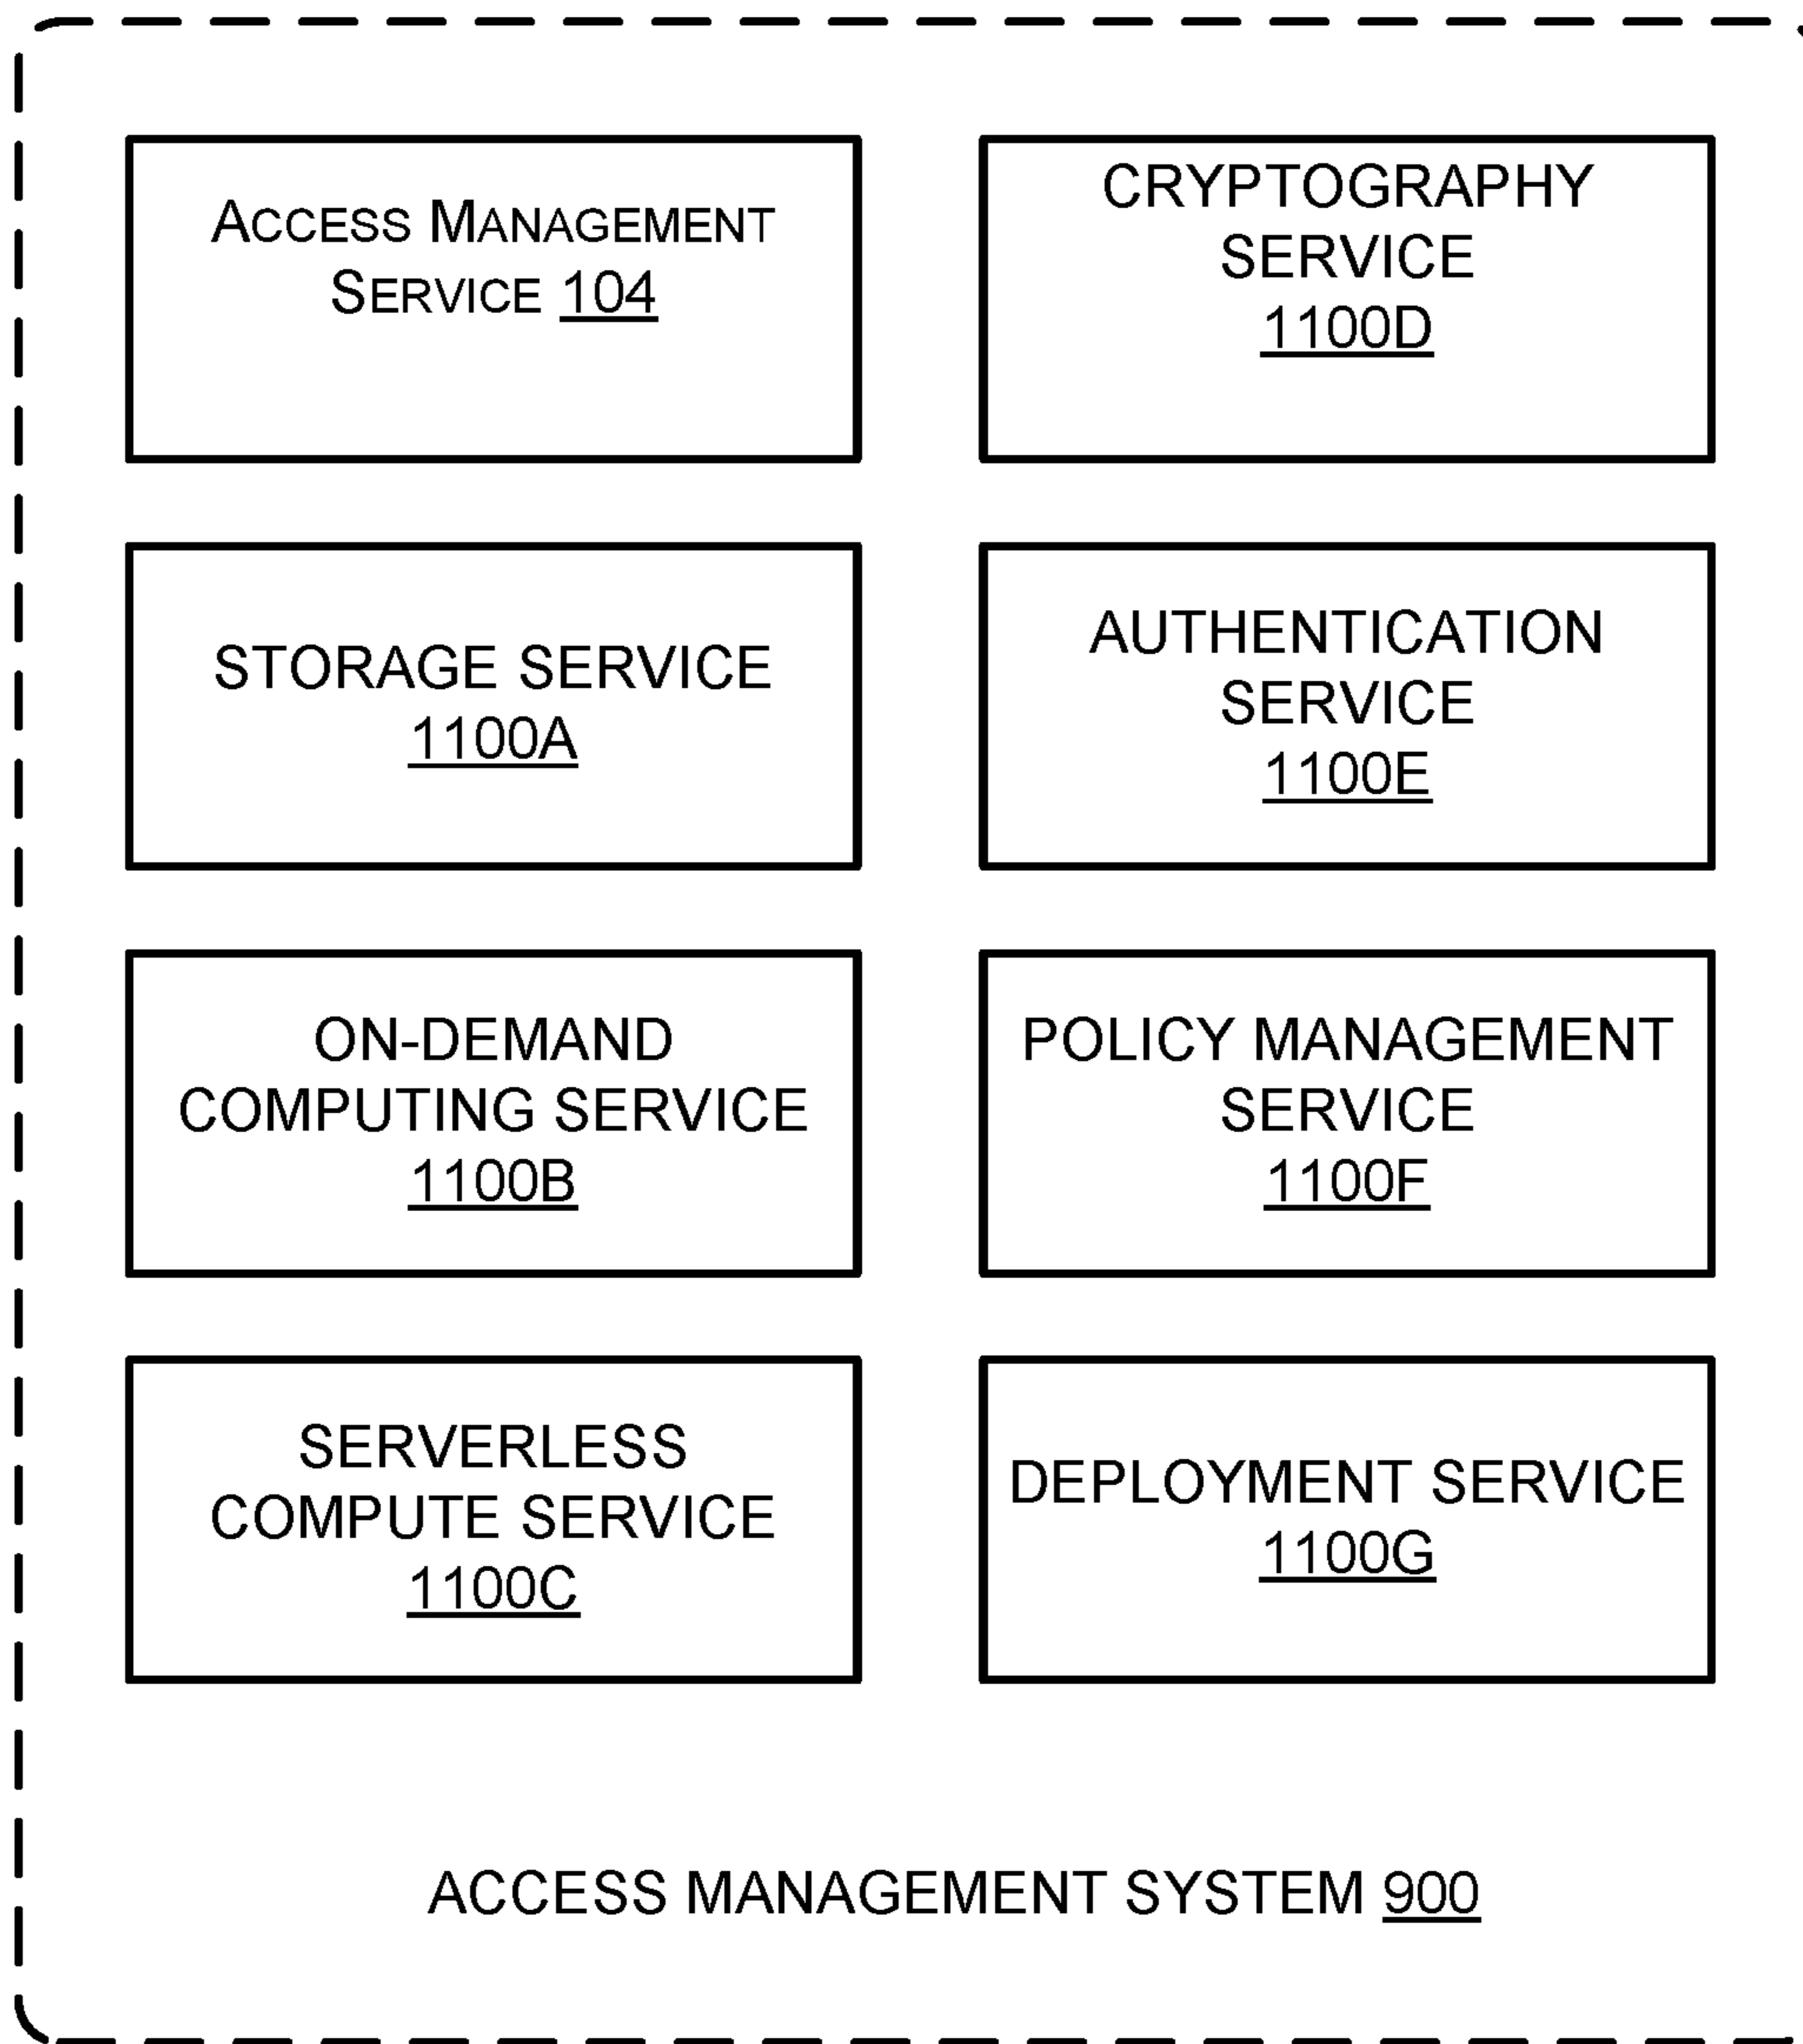 ACCESS MANAGEMENT
SERVICE 104
CRYPTOGRAPHY
SERVICE
1100D
STORAGE SERVICE
1100A
AUTHENTICATION
SERVICE
1100E
ON-DEMAND
COMPUTING SERVICE
1100B
POLICY MANAGEMENT
SERVICE
1100F
SERVERLESS
COMPUTE SERVICE
1100C
DEPLOYMENT SERVICE
1100G
ACCESS MANAGEMENT SYSTEM 900